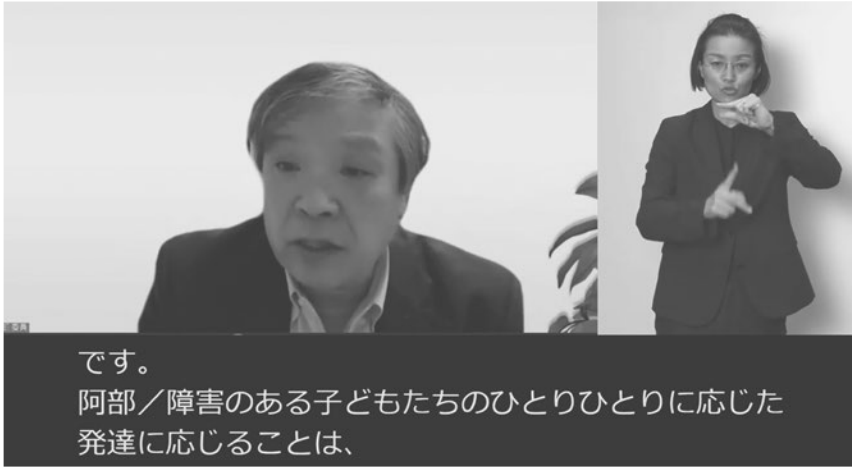 です。
阿部／障害のある子どもたちのひとりひとりに応じた
発達に応じることは、